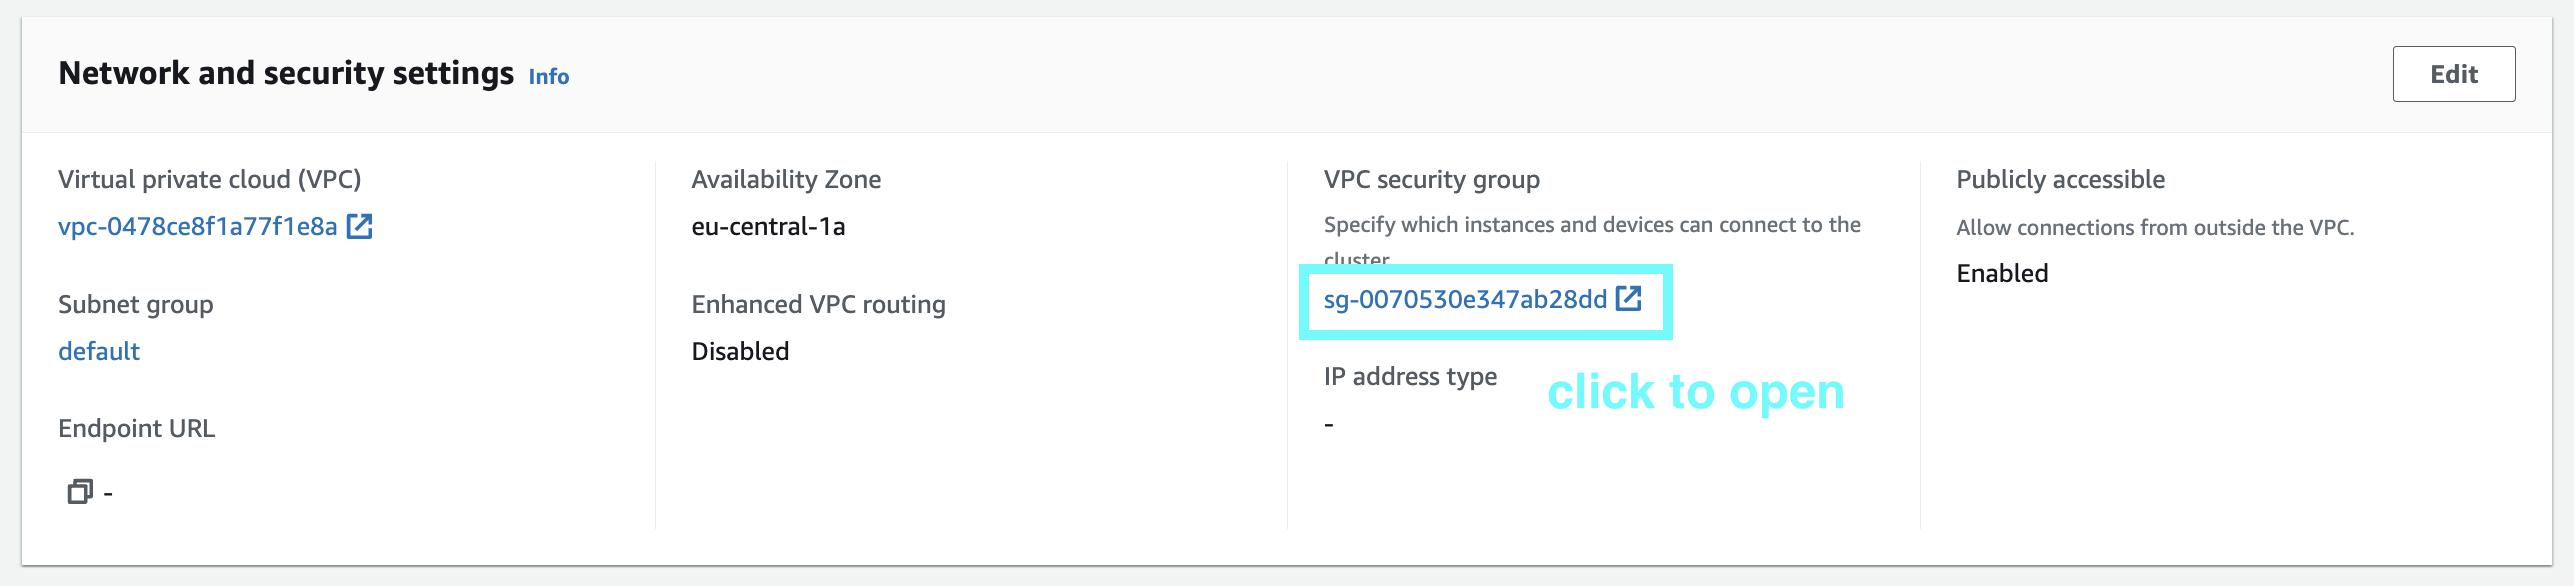 Network and security settings Info
Edit
Virtual private cloud (VPC)
vpc-0478ce8f1a77f1e8a
Subnet group
default
Endpoint URL
-
Availability Zone
eu-central-1a
Enhanced VPC routing
Disabled
VPC security group
Specify which instances and devices can connect to the
cluster
sg-0070530e347ab28dd
IP address type
-
click to open
Publicly accessible
Allow connections from outside the VPC.
Enabled